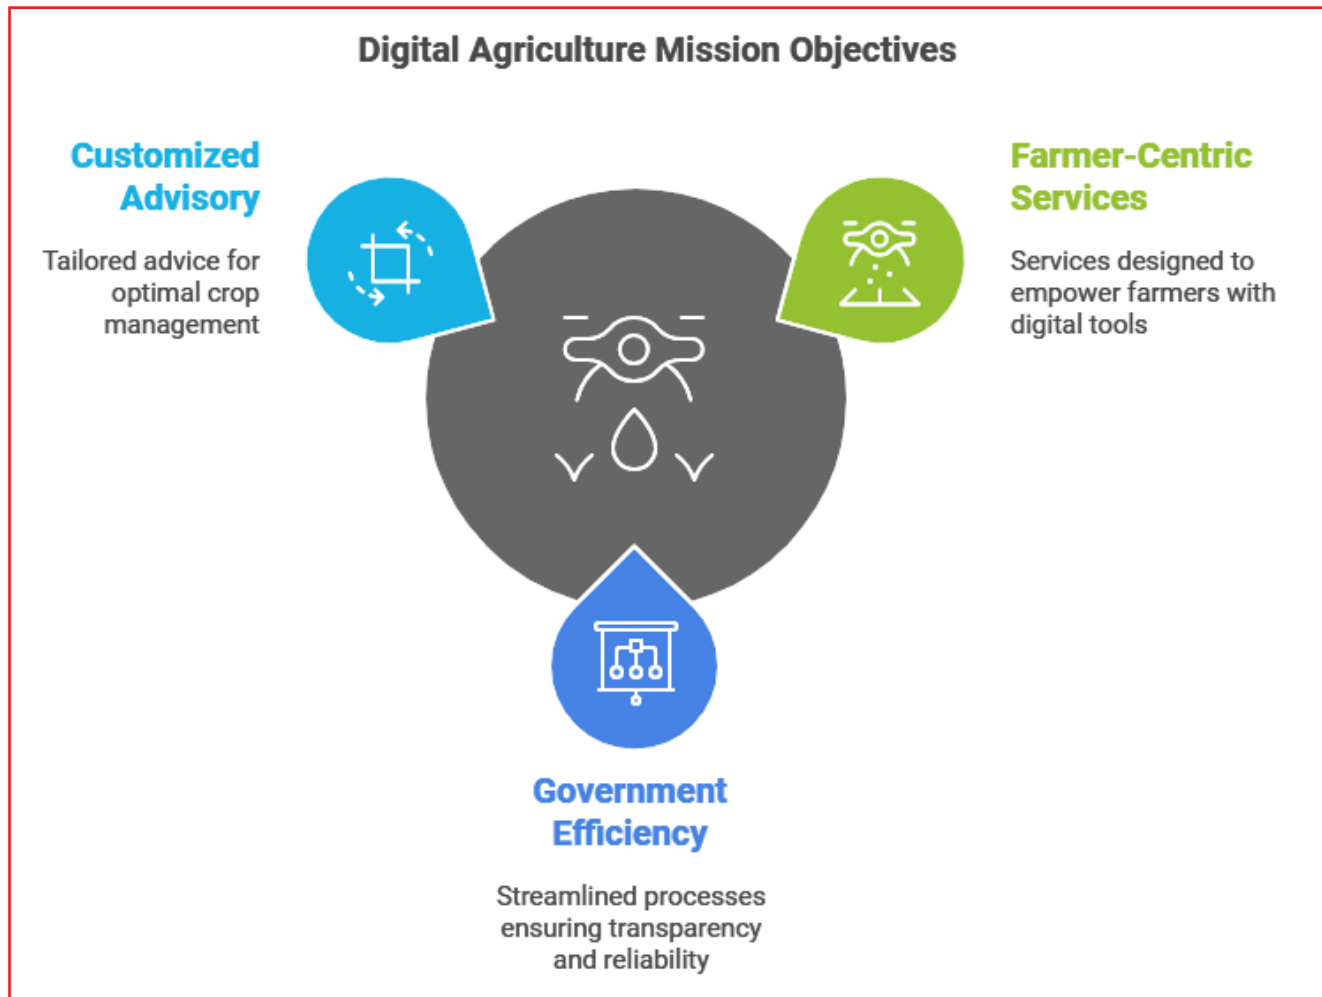 Digital Agriculture Mission Objectives
Customized
Advisory
Tailored advice for
optimal crop
management
Farmer-Centric
Services
Services designed to
empower farmers with
digital tools
Government
Efficiency
Streamlined processes
ensuring transparency
and reliability